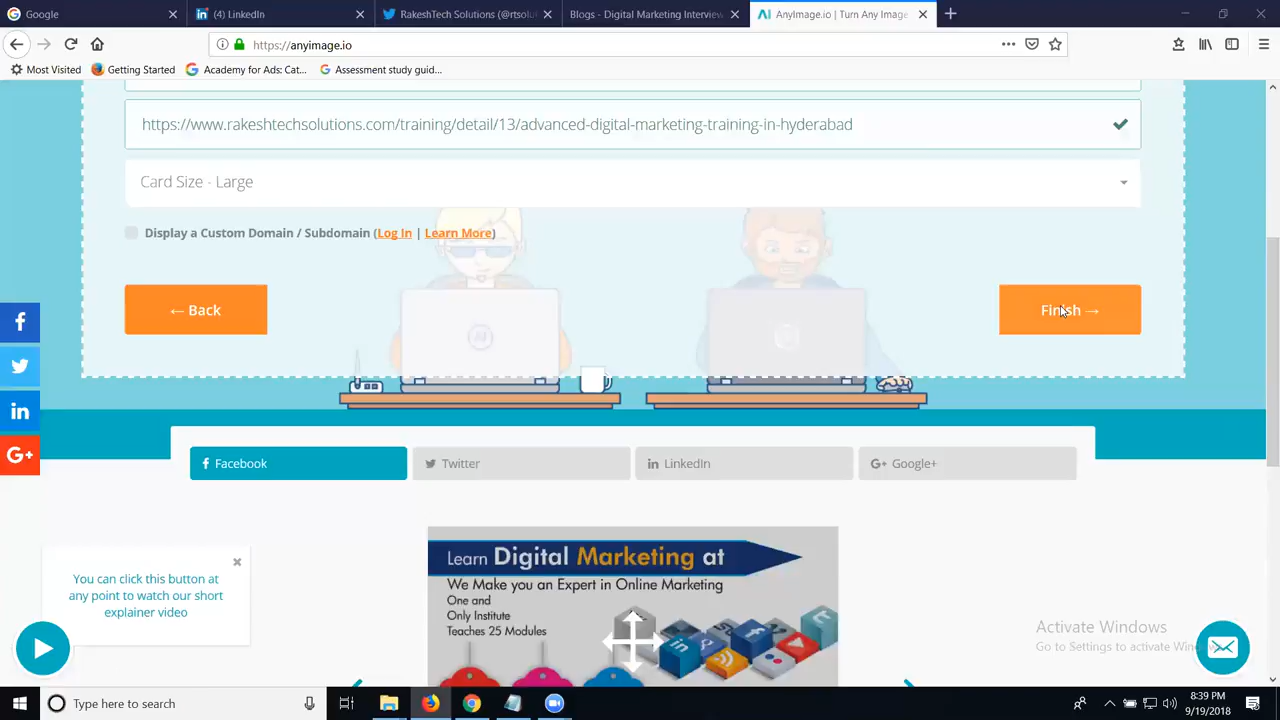 Google
(4) LinkedIn
RakeshTech Solutions (@rtsolu
Blogs - Digital Marketing Interview
AnyImage.io | Turn Any Image
https://anyimage.io
Most Visited
Getting Started
Academy for Ads: Cat...
Assessment study guid...
https://www.rakeshtechsolutions.com/training/detail/13/advanced-digital-marketing-training-in-hyderabad
Card Size - Large
Display a Custom Domain / Subdomain (Log In | Learn More)
← Back
Finish →
Facebook
Twitter
LinkedIn
Google+
Learn Digital Marketing at
We Make you an Expert in Online Marketing
One and
Only Institute
Teaches 25 Modules
You can click this button at
any point to watch our short
explainer video
Activate Windows
Go to Settings to activate Win
Type here to search
8:39 PM
9/19/2018